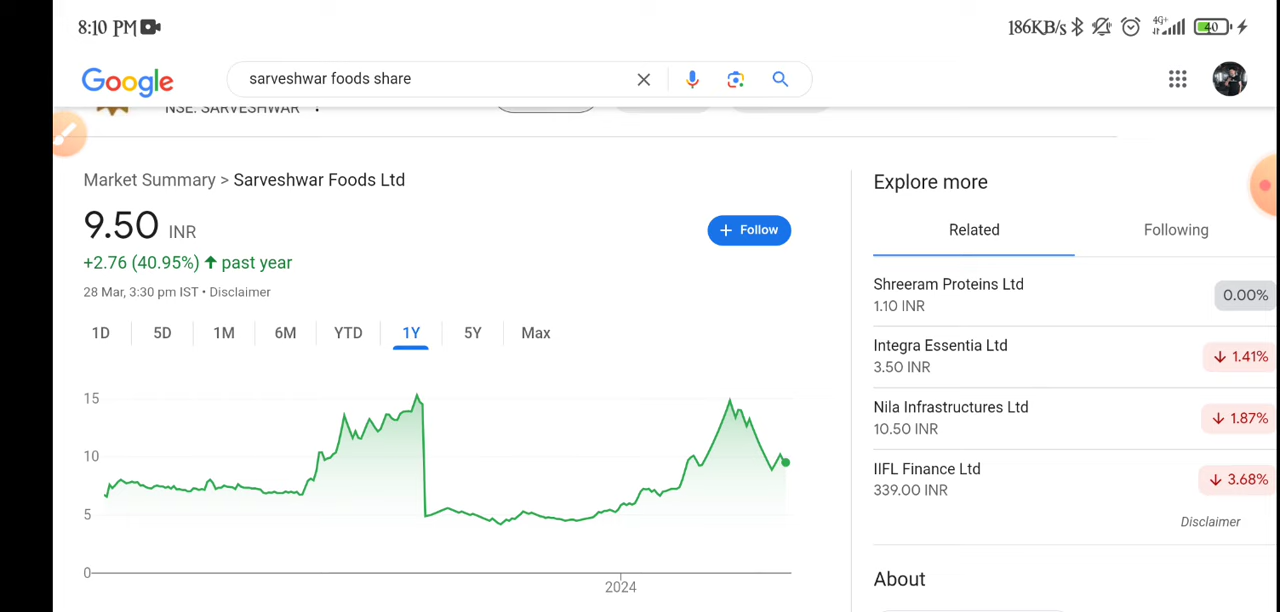 8:10 PM
186KB/s 4G+ 40
Google
sarveshwar foods share
NSE: SARVESHWAR
Market Summary > Sarveshwar Foods Ltd
9.50 INR
+ Follow
+2.76 (40.95%) ↑ past year
28 Mar, 3:30 pm IST • Disclaimer
1D 5D 1M 6M YTD 1Y 5Y Max
15
10
5
0
2024
Explore more
Related Following
Shreeram Proteins Ltd
1.10 INR
0.00%
Integra Essentia Ltd
3.50 INR
↓ 1.41%
Nila Infrastructures Ltd
10.50 INR
↓ 1.87%
IIFL Finance Ltd
339.00 INR
↓ 3.68%
Disclaimer
About